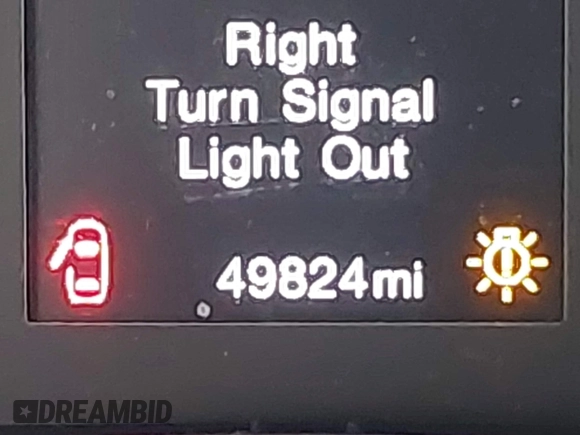 Right
Turn Signal
Light Out
49824mi
DREAMBID